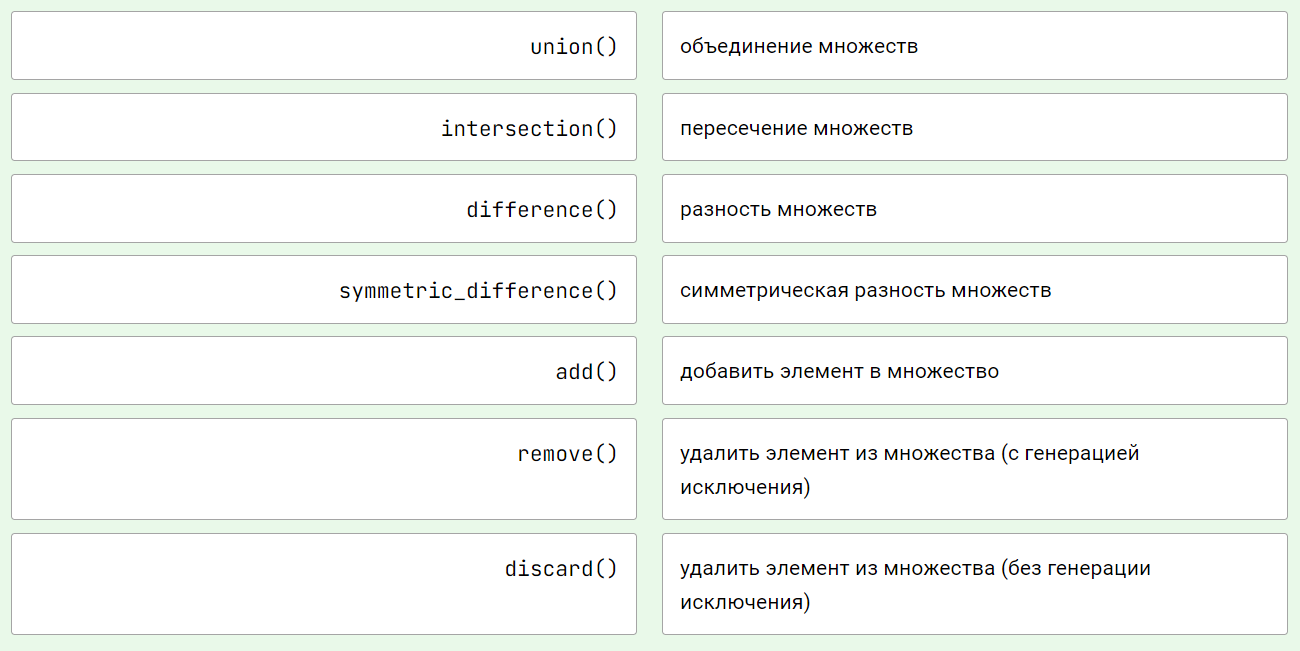 union()
объединение множеств
intersection()
пересечение множеств
difference()
разность множеств
symmetric_difference()
симметрическая разность множеств
add()
добавить элемент в множество
remove()
удалить элемент из множества (с генерацией
исключения)
discard()
удалить элемент из множества (без генерации
исключения)